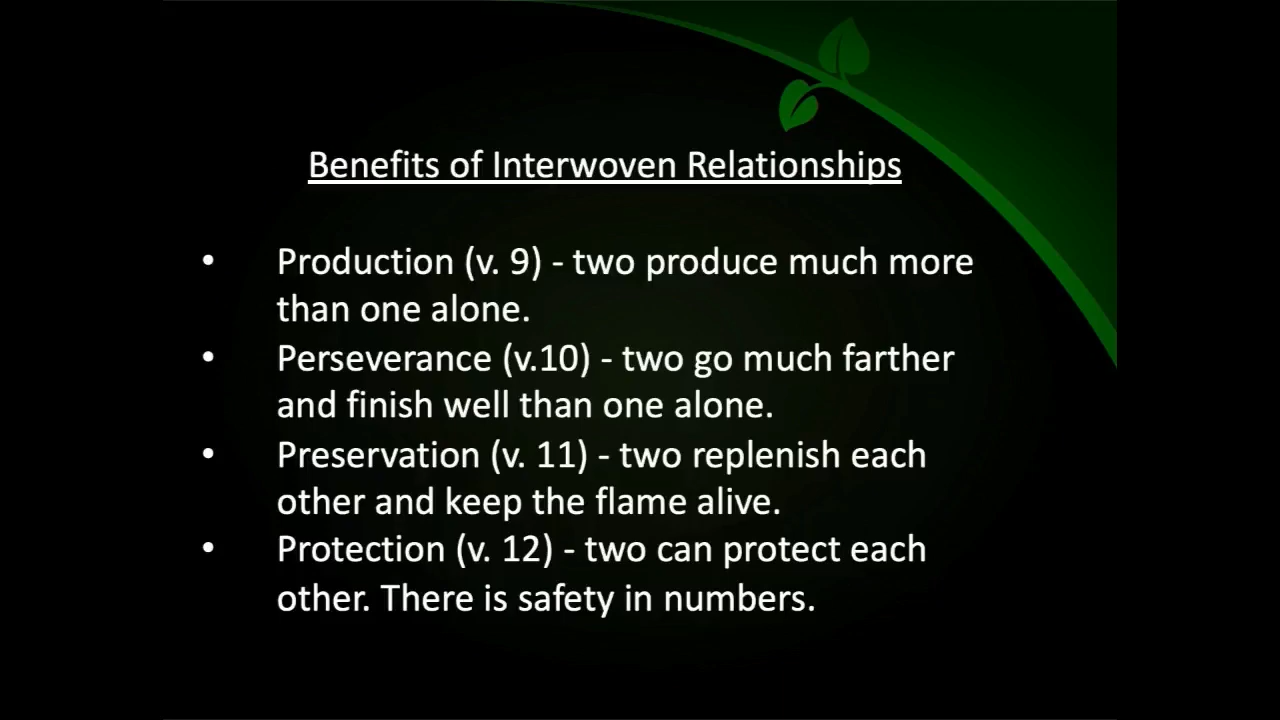 Benefits of Interwoven Relationships
• Production (v. 9) - two produce much more
than one alone.
• Perseverance (v.10) - two go much farther
and finish well than one alone.
• Preservation (v. 11) - two replenish each
other and keep the flame alive.
• Protection (v. 12) - two can protect each
other. There is safety in numbers.